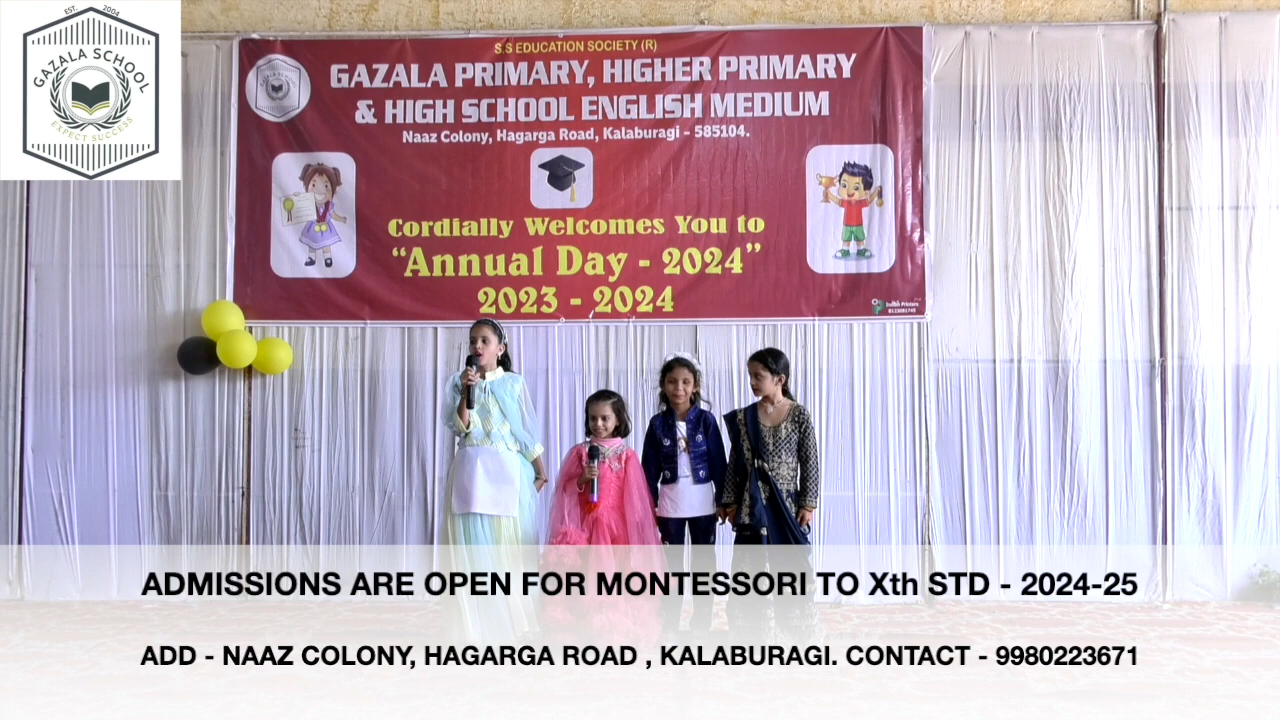 EST. 2004
GAZALA SCHOOL
EXPECT SUCCESS
S.S EDUCATION SOCIETY (R)
GAZALA SCHOOL
GAZALA PRIMARY, HIGHER PRIMARY
& HIGH SCHOOL ENGLISH MEDIUM
Naaz Colony, Hagarga Road, Kalaburagi - 585104.
Cordially Welcomes You to
“Annual Day - 2024”
2023 - 2024
ADMISSIONS ARE OPEN FOR MONTESSORI TO Xth STD - 2024-25
ADD - NAAZ COLONY, HAGARGA ROAD , KALABURAGI. CONTACT - 9980223671